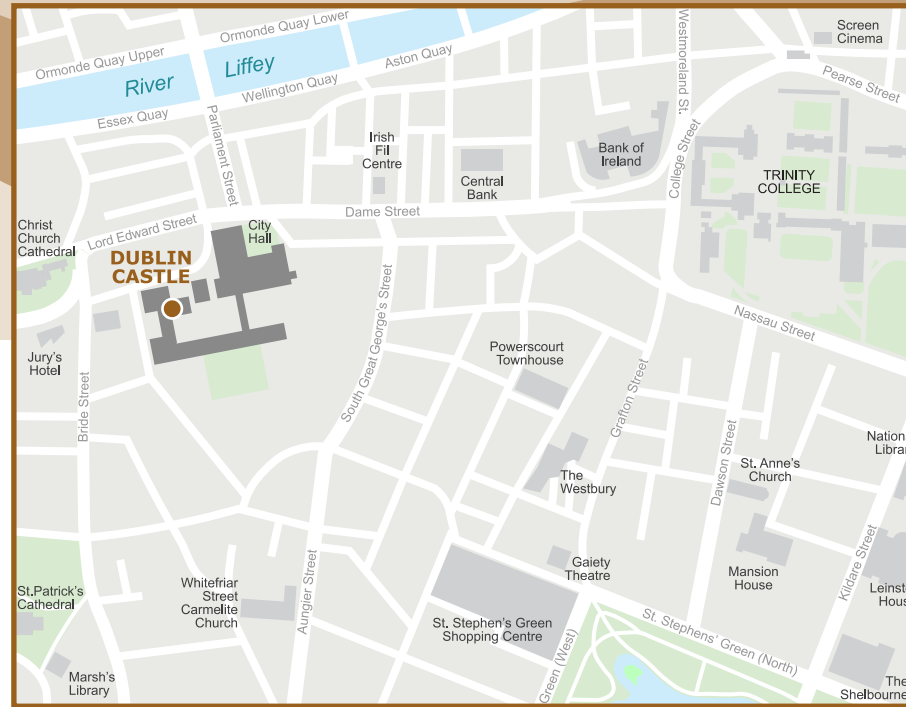 Ormonde Quay Lower
Westmoreland St.
Screen
Cinema
Ormonde Quay Upper
Aston Quay
River Liffey
Pearse Street
Wellington Quay
Essex Quay
Parliament Street
College Street
Irish
Fil
Centre
Bank of
Ireland
Central
Bank
TRINITY
COLLEGE
Dame Street
Christ
Church
Cathedral
Lord Edward Street
City
Hall
DUBLIN
CASTLE
South Great George's Street
Nassau Street
Jury's
Hotel
Powerscourt
Townhouse
Bride Street
Grafton Street
Dawson Street
Nation
Librar
St. Anne's
Church
The
Westbury
Kildare Street
Gaiety
Theatre
Mansion
House
Leinst
Hous
St.Patrick's
Cathedral
Whitefriar
Street
Carmelite
Church
Aungier Street
St. Stephen's Green
Shopping Centre
St. Stephens' Green (North)
Green (West)
Marsh's
Library
The
Shelbourne